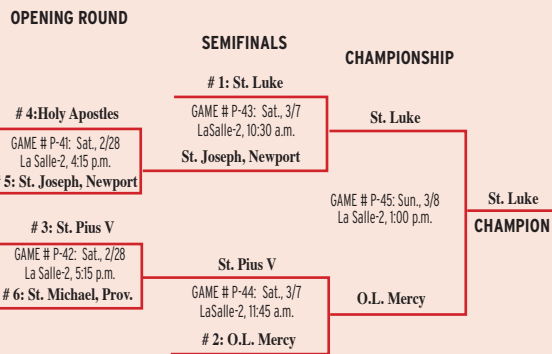 OPENING ROUND
SEMIFINALS
CHAMPIONSHIP
# 4:Holy Apostles
GAME # P-41: Sat., 2/28
La Salle-2, 4:15 p.m.
# 5: St. Joseph, Newport
# 3: St. Pius V
GAME # P-42: Sat., 2/28
La Salle-2, 5:15 p.m.
# 6: St. Michael, Prov.
# 1: St. Luke
GAME # P-43: Sat., 3/7
LaSalle-2, 10:30 a.m.
St. Joseph, Newport
St. Pius V
GAME # P-44: Sat., 3/7
LaSalle-2, 11:45 a.m.
# 2: O.L. Mercy
St. Luke
GAME # P-45: Sun., 3/8
La Salle-2, 1:00 p.m.
O.L. Mercy
St. Luke
CHAMPION